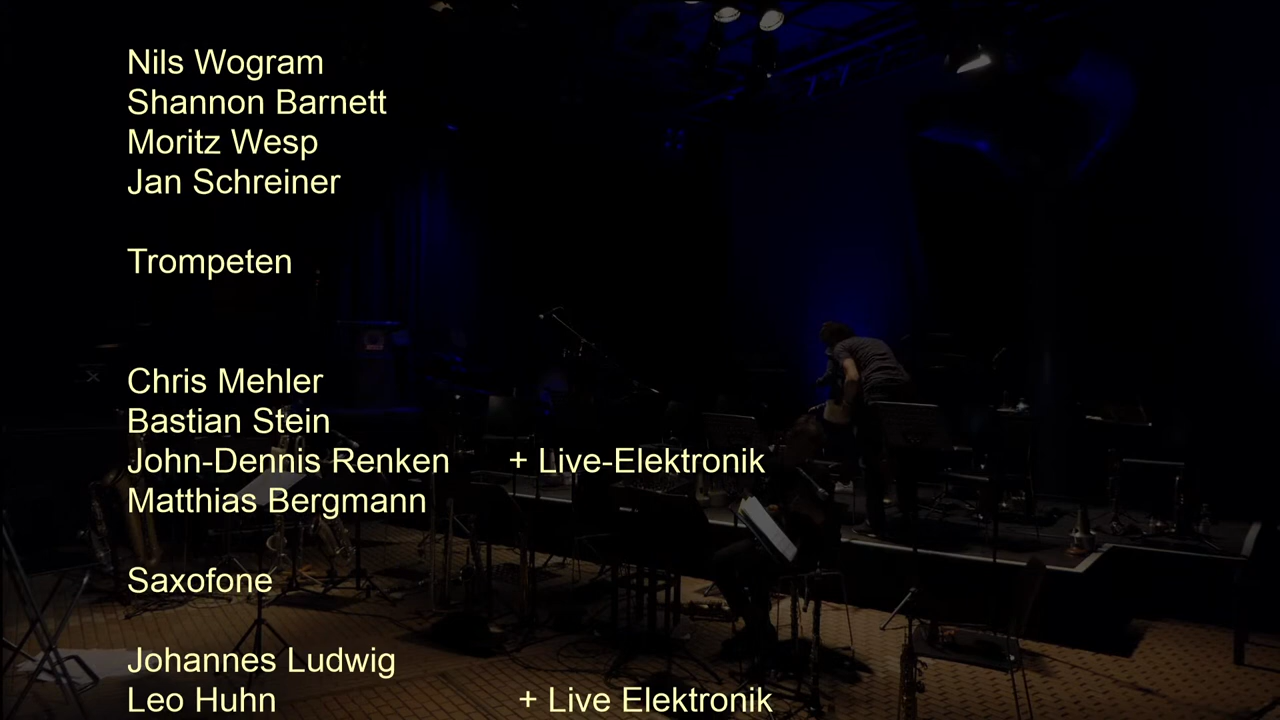 Nils Wogram
Shannon Barnett
Moritz Wesp
Jan Schreiner
Trompeten
Chris Mehler
Bastian Stein
John-Dennis Renken + Live-Elektronik
Matthias Bergmann
Saxofone
Johannes Ludwig
Leo Huhn + Live Elektronik